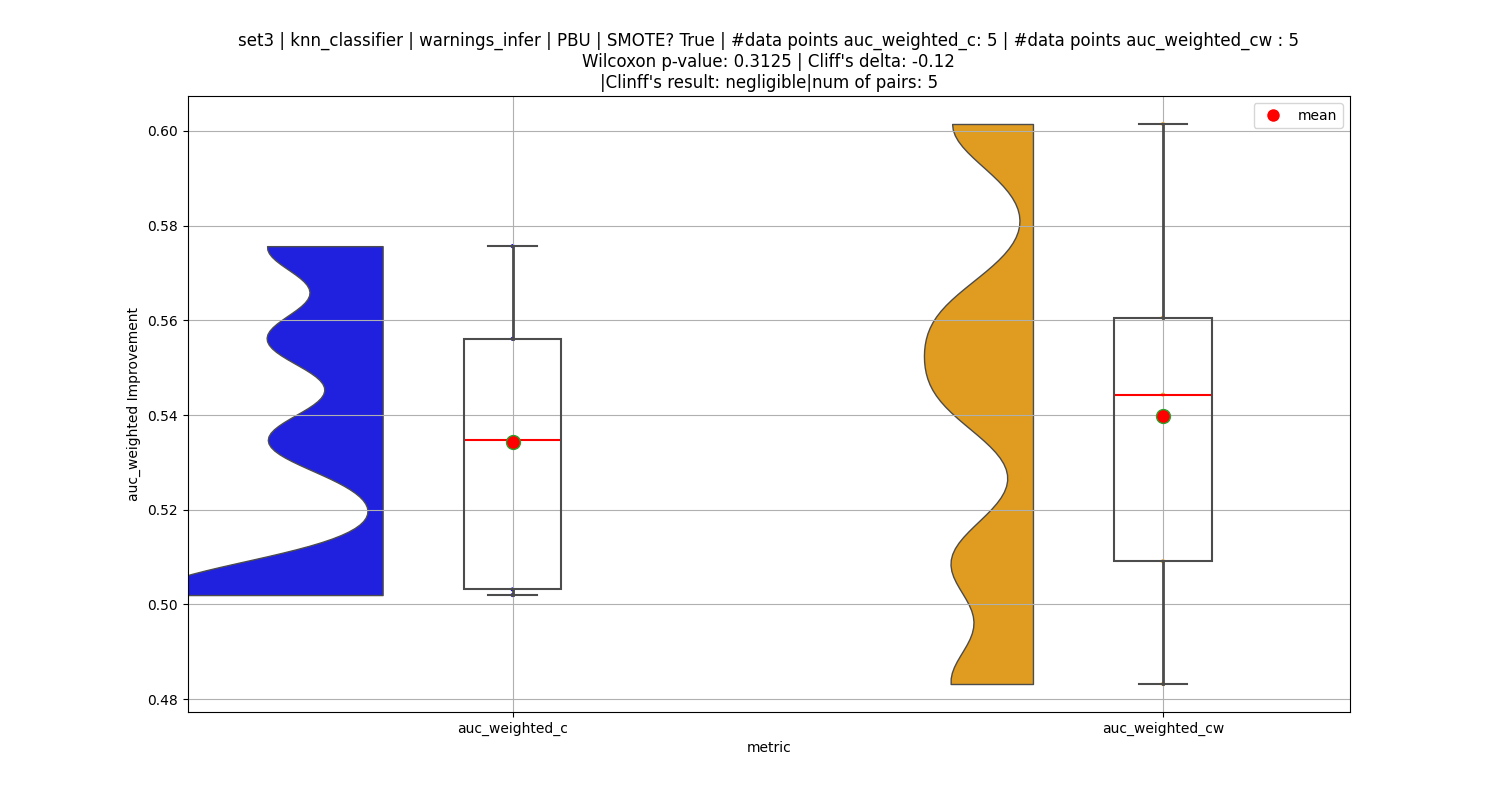 set3 | knn_classifier | warnings_infer | PBU | SMOTE? True | #data points auc_weighted_c: 5 | #data points auc_weighted_cw : 5
Wilcoxon p-value: 0.3125 | Cliff's delta: -0.12
|Clinff's result: negligible|num of pairs: 5
mean
0.60
0.58
0.56
0.54
0.52
0.50
0.48
auc_weighted Improvement
auc_weighted_c
auc_weighted_cw
metric